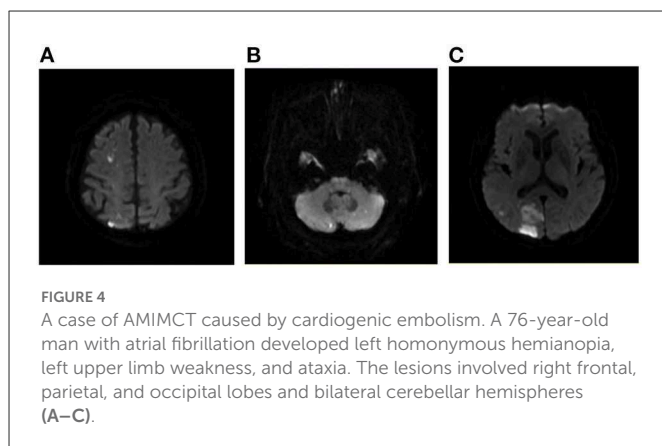 A
B
C
FIGURE 4
A case of AMIMCT caused by cardiogenic embolism. A 76-year-old
man with atrial fibrillation developed left homonymous hemianopia,
left upper limb weakness, and ataxia. The lesions involved right frontal,
parietal, and occipital lobes and bilateral cerebellar hemispheres
(A–C).